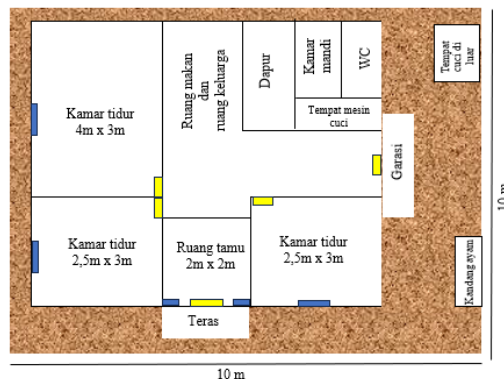 Kamar tidur
4m x 3m
Ruang makan
dan
ruang keluarga
Dapur
Kamar
mandi
WC
Tempat mesin
cuci
Tempat
cuci di
luar
Garasi
Kamar tidur
2,5m x 3m
Ruang tamu
2m x 2m
Kamar tidur
2,5m x 3m
Kandang ayam
Teras
10 m
10 m